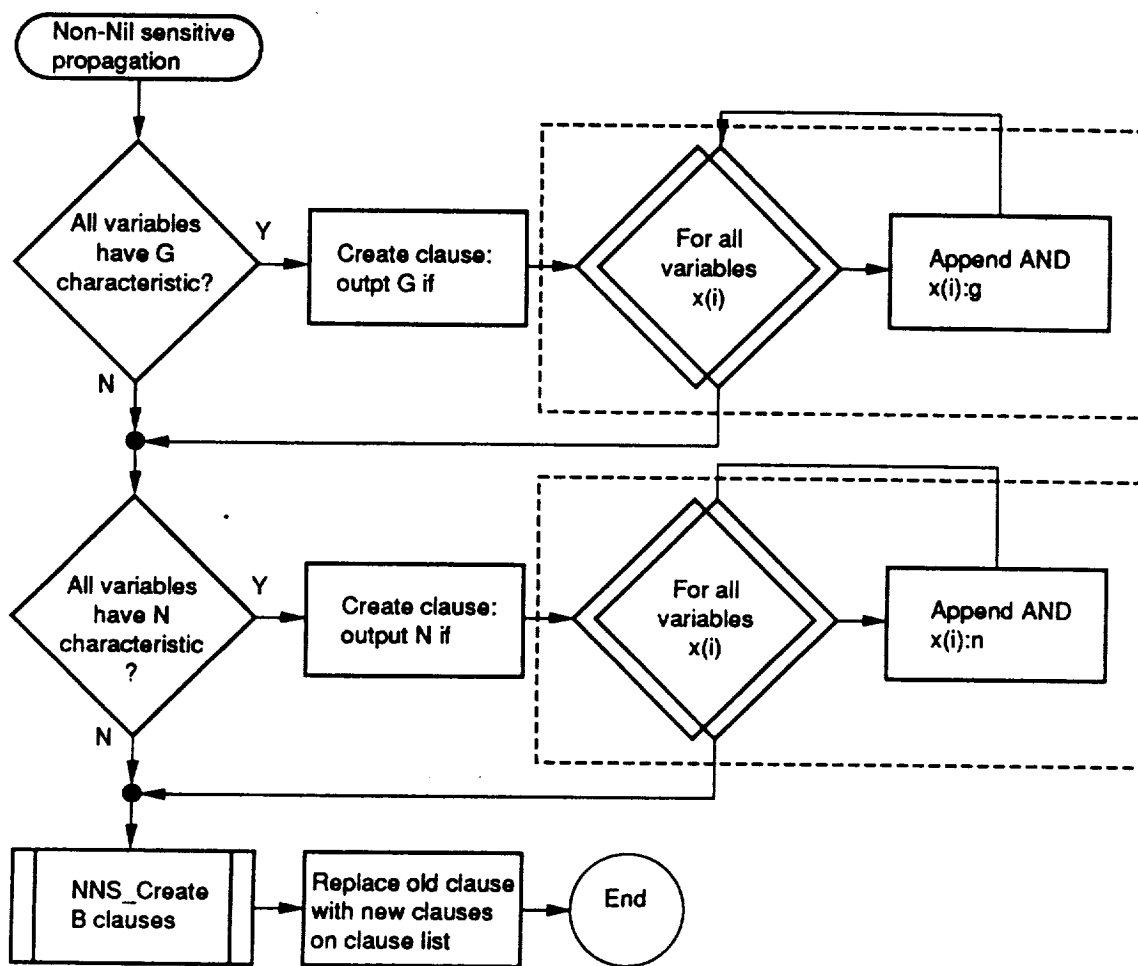 Non-Nil sensitive
propagation
All variables
have G
characteristic?
Y
N
Create clause:
outpt G if
For all
variables
x(i)
Append AND
x(i):g
All variables
have N
characteristic
?
Y
N
Create clause:
output N if
For all
variables
x(i)
Append AND
x(i):n
NNS_Create
B clauses
Replace old clause
with new clauses
on clause list
End